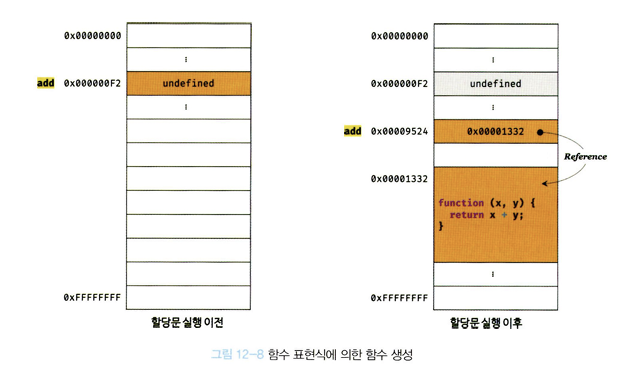 0x00000000
⋮
add 0x000000F2 undefined
⋮
0xFFFFFFFF
할당문 실행 이전
0x00000000
⋮
0x000000F2 undefined
⋮
add 0x00009524 0x00001332
Reference
0x00001332
function (x, y) {
return x + y;
}
⋮
0xFFFFFFFF
할당문 실행 이후
그림 12-8 함수 표현식에 의한 함수 생성